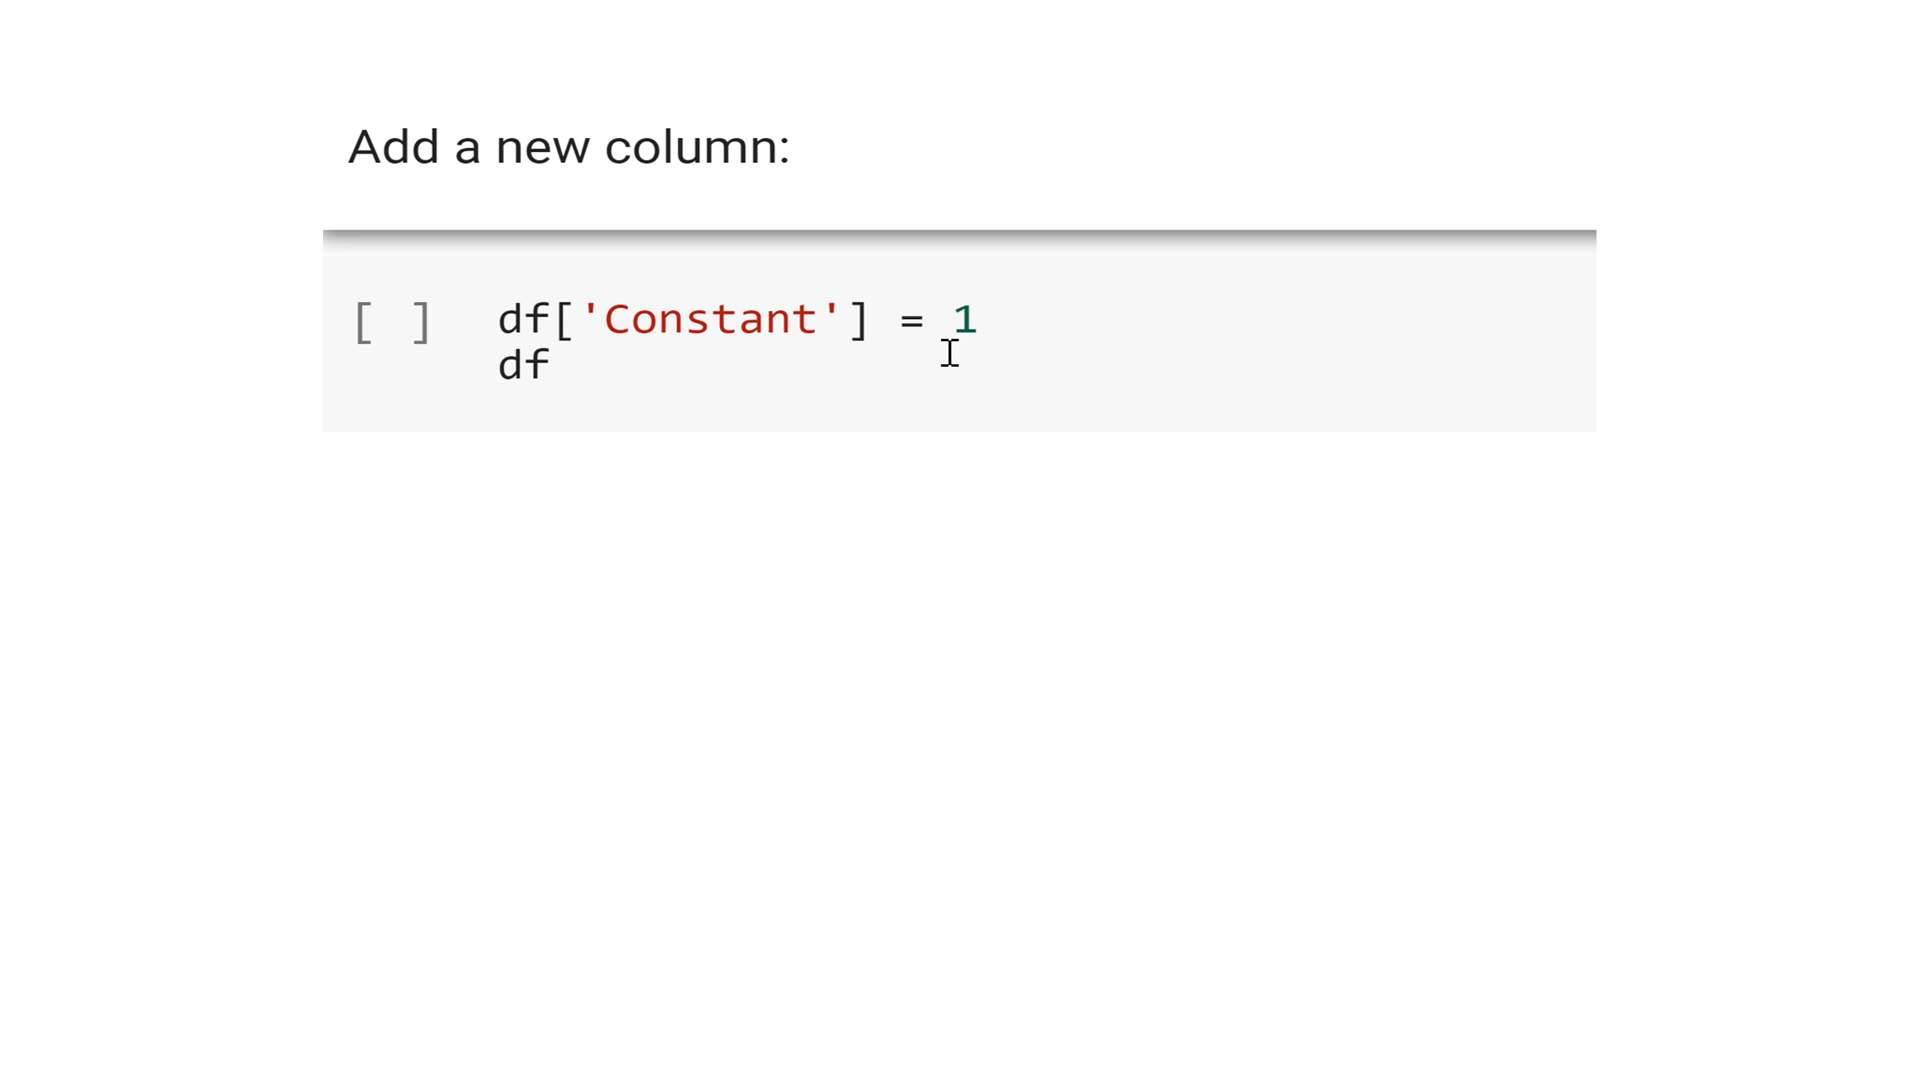 Add a new column:
[ ] df['Constant'] = 1
df